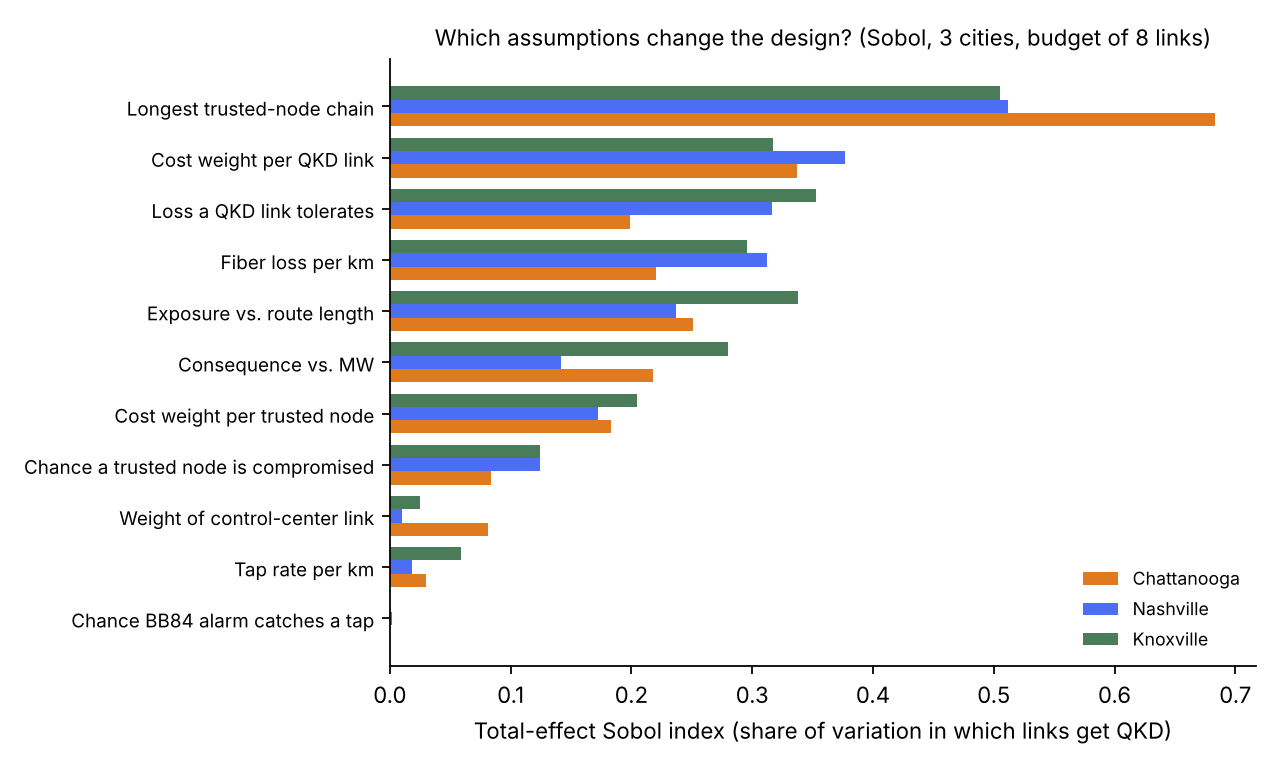 Which assumptions change the design? (Sobol, 3 cities, budget of 8 links)
Longest trusted-node chain
Cost weight per QKD link
Loss a QKD link tolerates
Fiber loss per km
Exposure vs. route length
Consequence vs. MW
Cost weight per trusted node
Chance a trusted node is compromised
Weight of control-center link
Tap rate per km
Chance BB84 alarm catches a tap
Chattanooga
Nashville
Knoxville
0.0 0.1 0.2 0.3 0.4 0.5 0.6 0.7
Total-effect Sobol index (share of variation in which links get QKD)